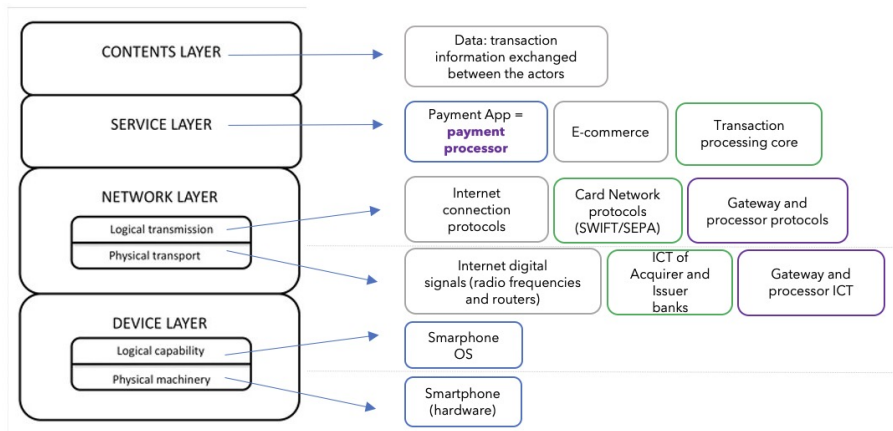 CONTENTS LAYER
Data: transaction
information exchanged
between the actors
SERVICE LAYER
Payment App =
payment
processor
E-commerce
Transaction
processing core
NETWORK LAYER
Logical transmission
Physical transport
Internet
connection
protocols
Card Network
protocols
(SWIFT/SEPA)
Gateway and
processor protocols
Internet digital
signals (radio frequencies
and routers)
ICT of
Acquirer and
Issuer
banks
Gateway and
processor ICT
DEVICE LAYER
Logical capability
Physical machinery
Smarphone
OS
Smartphone
(hardware)